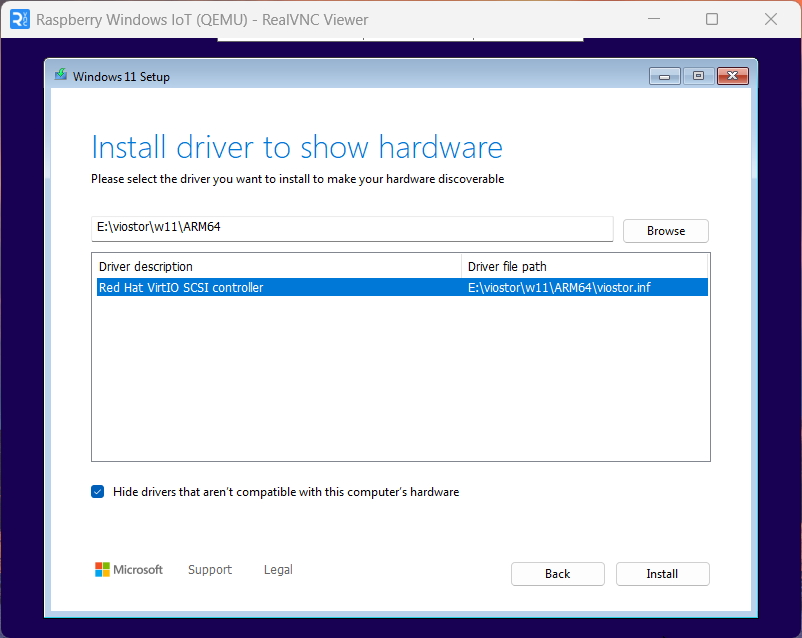 Raspberry Windows IoT (QEMU) - RealVNC Viewer
Windows 11 Setup
Install driver to show hardware
Please select the driver you want to install to make your hardware discoverable
E:\viostor\w11\ARM64
Browse
Driver description Driver file path
Red Hat VirtIO SCSI controller E:\viostor\w11\ARM64\viostor.inf
Hide drivers that aren't compatible with this computer's hardware
Microsoft Support Legal Back Install